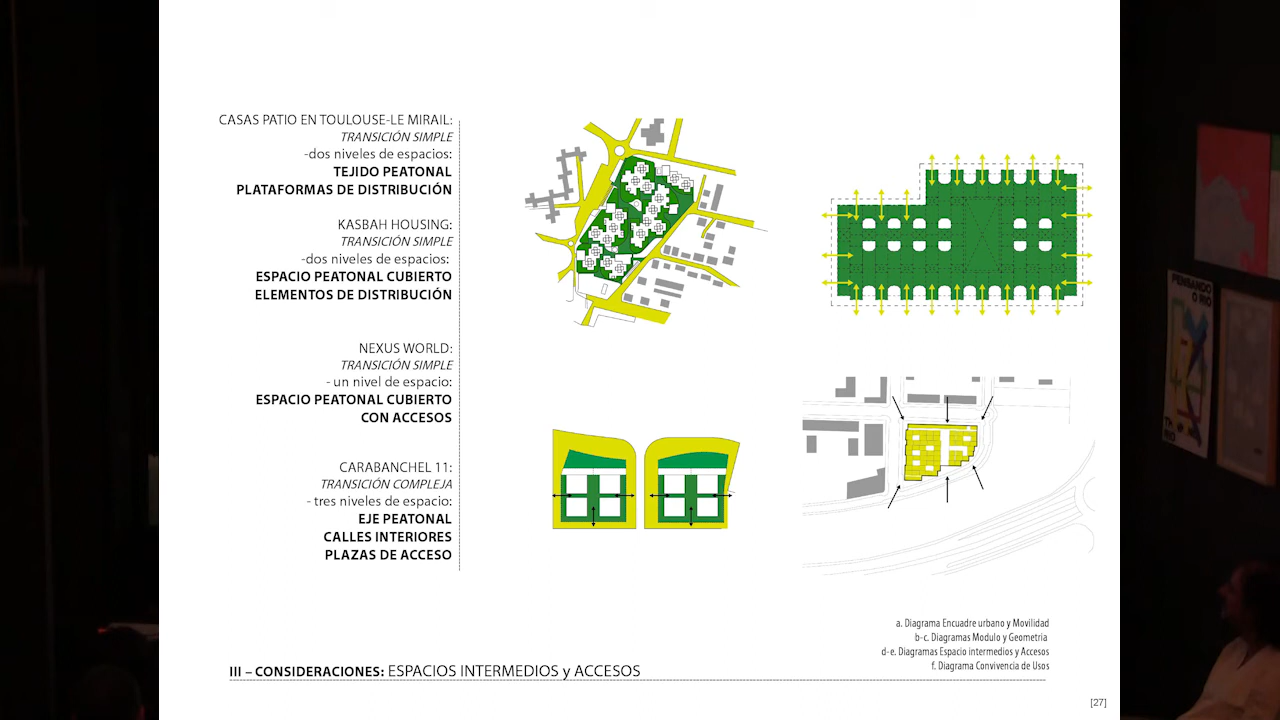 CASAS PATIO EN TOULOUSE-LE MIRAIL:
TRANSICIÓN SIMPLE
-dos niveles de espacios:
TEJIDO PEATONAL
PLATAFORMAS DE DISTRIBUCIÓN
KASBAH HOUSING:
TRANSICIÓN SIMPLE
-dos niveles de espacios:
ESPACIO PEATONAL CUBIERTO
ELEMENTOS DE DISTRIBUCIÓN
NEXUS WORLD:
TRANSICIÓN SIMPLE
- un nivel de espacio:
ESPACIO PEATONAL CUBIERTO
CON ACCESOS
CARABANCHEL 11:
TRANSICIÓN COMPLEJA
- tres niveles de espacio:
EJE PEATONAL
CALLES INTERIORES
PLAZAS DE ACCESO
a. Diagrama Encuadre urbano y Movilidad
b-c. Diagramas Modulo y Geometria
d-e. Diagramas Espacio intermedios y Accesos
f. Diagrama Convivencia de Usos
III – CONSIDERACIONES: ESPACIOS INTERMEDIOS y ACCESOS
[27]
PENSANDO
O RIO